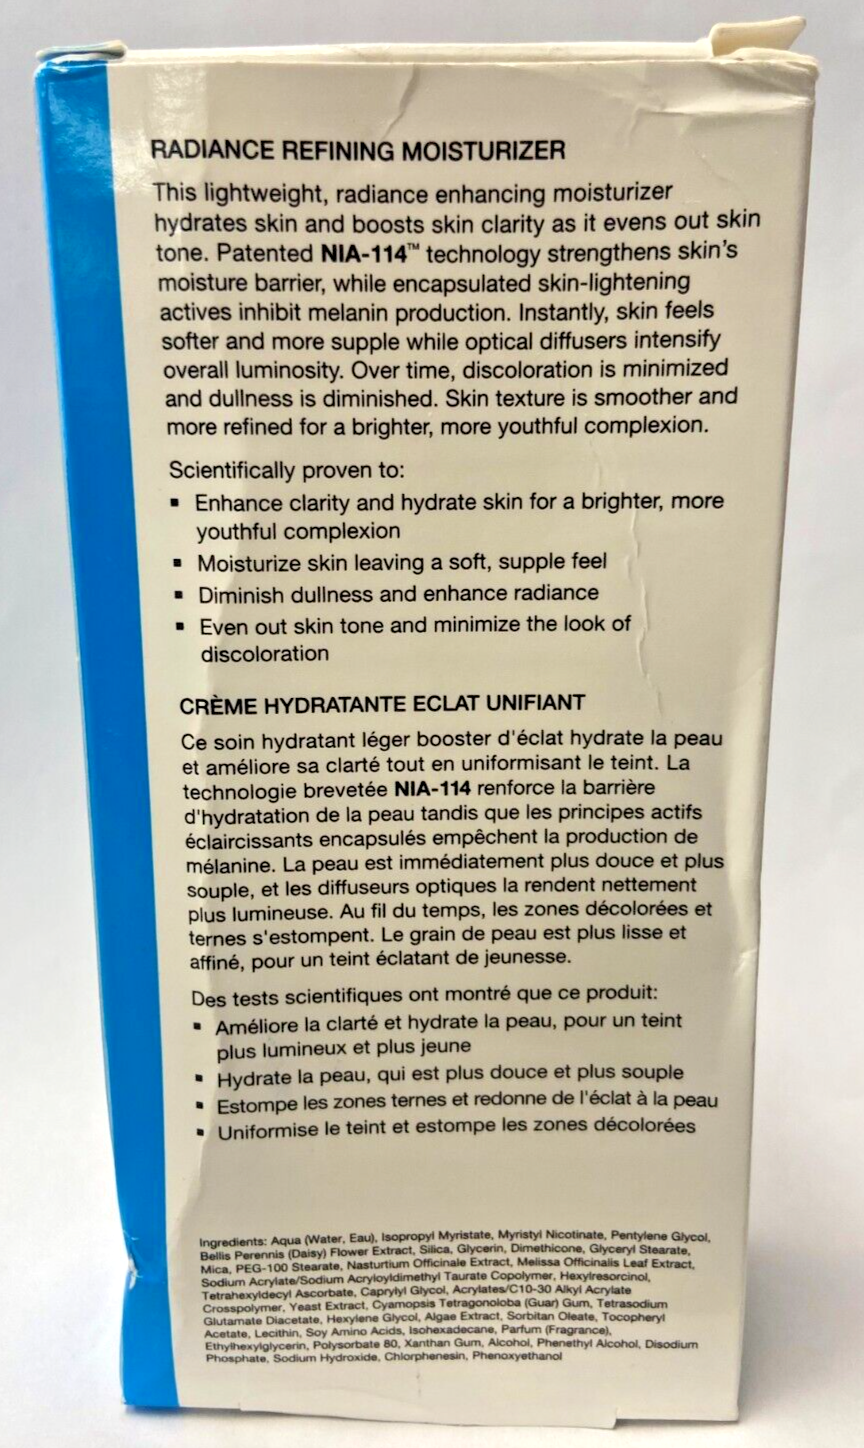 RADIANCE REFINING MOISTURIZER
This lightweight, radiance enhancing moisturizer
hydrates skin and boosts skin clarity as it evens out skin
tone. Patented NIA-114™ technology strengthens skin's
moisture barrier, while encapsulated skin-lightening
actives inhibit melanin production. Instantly, skin feels
softer and more supple while optical diffusers intensify
overall luminosity. Over time, discoloration is minimized
and dullness is diminished. Skin texture is smoother and
more refined for a brighter, more youthful complexion.
Scientifically proven to:
▪ Enhance clarity and hydrate skin for a brighter, more
youthful complexion
▪ Moisturize skin leaving a soft, supple feel
▪ Diminish dullness and enhance radiance
▪ Even out skin tone and minimize the look of
discoloration
CRÈME HYDRATANTE ECLAT UNIFIANT
Ce soin hydratant léger booster d'éclat hydrate la peau
et améliore sa clarté tout en uniformisant le teint. La
technologie brevetée NIA-114 renforce la barrière
d'hydratation de la peau tandis que les principes actifs
éclaircissants encapsulés empêchent la production de
mélanine. La peau est immédiatement plus douce et plus
souple, et les diffuseurs optiques la rendent nettement
plus lumineuse. Au fil du temps, les zones décolorées et
ternes s'estompent. Le grain de peau est plus lisse et
affiné, pour un teint éclatant de jeunesse.
Des tests scientifiques ont montré que ce produit:
▪ Améliore la clarté et hydrate la peau, pour un teint
plus lumineux et plus jeune
▪ Hydrate la peau, qui est plus douce et plus souple
▪ Estompe les zones ternes et redonne de l'éclat à la peau
▪ Uniformise le teint et estompe les zones décolorées
Ingredients: Aqua (Water, Eau), Isopropyl Myristate, Myristyl Nicotinate, Pentylene Glycol,
Bellis Perennis (Daisy) Flower Extract, Silica, Glycerin, Dimethicone, Glyceryl Stearate,
Mica, PEG-100 Stearate, Nasturtium Officinale Extract, Melissa Officinalis Leaf Extract,
Sodium Acrylate/Sodium Acryloyldimethyl Taurate Copolymer, Hexylresorcinol,
Tetrahexyldecyl Ascorbate, Caprylyl Glycol, Acrylates/C10-30 Alkyl Acrylate
Crosspolymer, Yeast Extract, Cyamopsis Tetragonoloba (Guar) Gum, Tetrasodium
Glutamate Diacetate, Hexylene Glycol, Algae Extract, Sorbitan Oleate, Tocopheryl
Acetate, Lecithin, Soy Amino Acids, Isohexadecane, Parfum (Fragrance),
Ethylhexylglycerin, Polysorbate 80, Xanthan Gum, Alcohol, Phenethyl Alcohol, Disodium
Phosphate, Sodium Hydroxide, Chlorphenesin, Phenoxyethanol